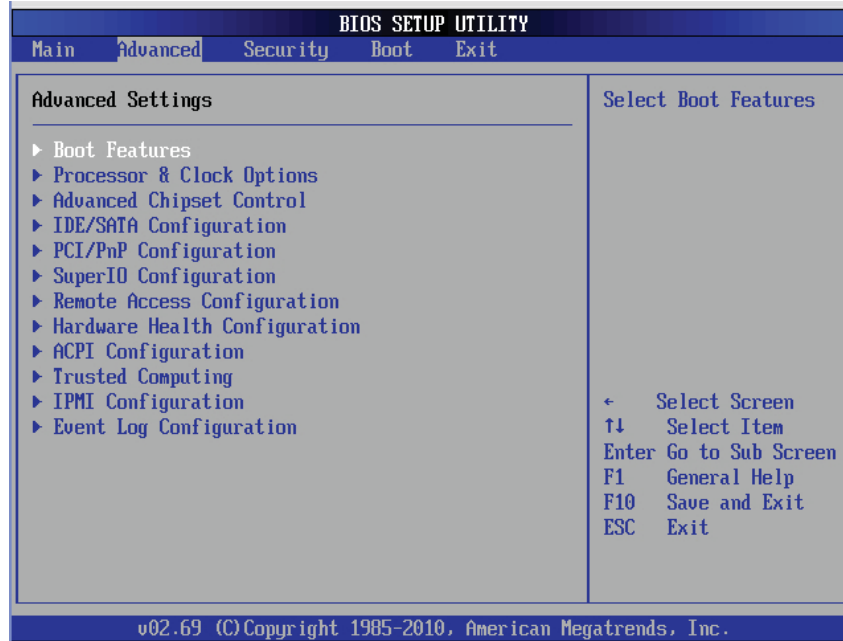 BIOS SETUP UTILITY
Main Advanced Security Boot Exit
Advanced Settings
▶ Boot Features
▶ Processor & Clock Options
▶ Advanced Chipset Control
▶ IDE/SATA Configuration
▶ PCI/PnP Configuration
▶ SuperIO Configuration
▶ Remote Access Configuration
▶ Hardware Health Configuration
▶ ACPI Configuration
▶ Trusted Computing
▶ IPMI Configuration
▶ Event Log Configuration
Select Boot Features
← Select Screen
↑↓ Select Item
Enter Go to Sub Screen
F1 General Help
F10 Save and Exit
ESC Exit
v02.69 (C)Copyright 1985-2010, American Megatrends, Inc.